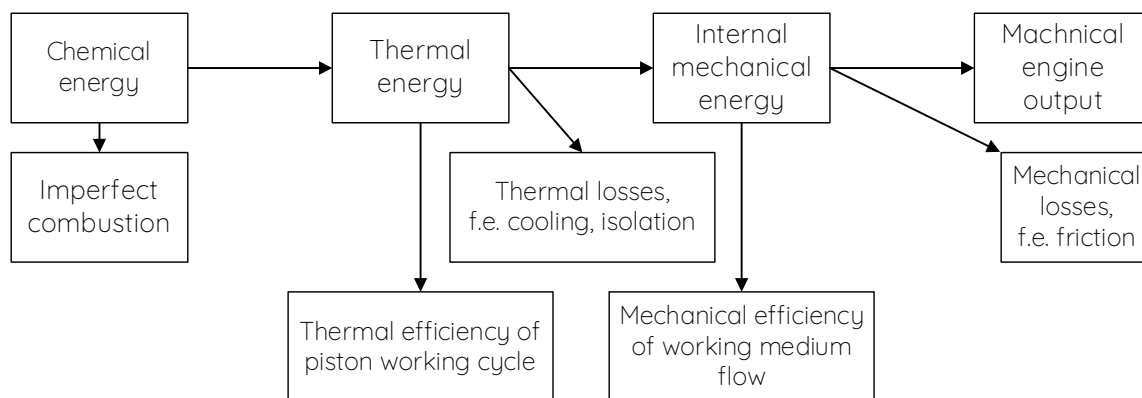 Chemical
energy
Thermal
energy
Internal
mechanical
energy
Machnical
engine
output
Imperfect
combustion
Thermal losses,
f.e. cooling, isolation
Mechanical
losses,
f.e. friction
Thermal efficiency of
piston working cycle
Mechanical efficiency
of working medium
flow